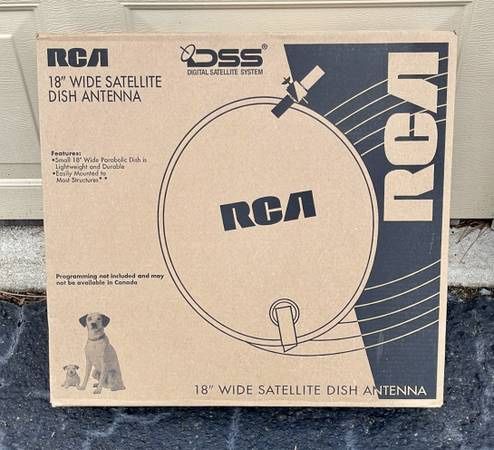 RCA
18" WIDE SATELLITE
DISH ANTENNA
DSS®
DIGITAL SATELLITE SYSTEM
RCA
Features:
•Small 18" Wide Parabolic Dish is
Lightweight and Durable
•Easily Mounted to
Most Structures**
RCA
Programming not included and may
not be available in Canada
18" WIDE SATELLITE DISH ANTENNA